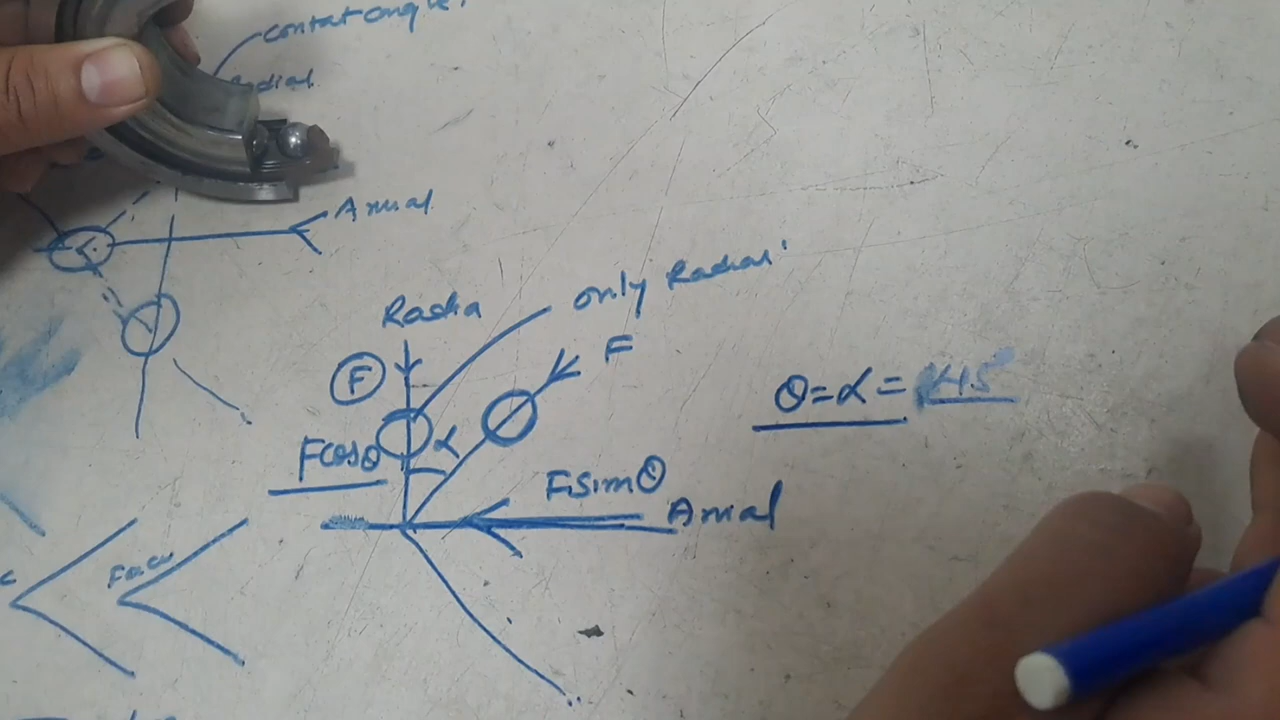 contact angle
Radial
Axial
Radia
only Radial
F
F
θ=α=
Fcosθ
α
Fsinθ
Axial
Face